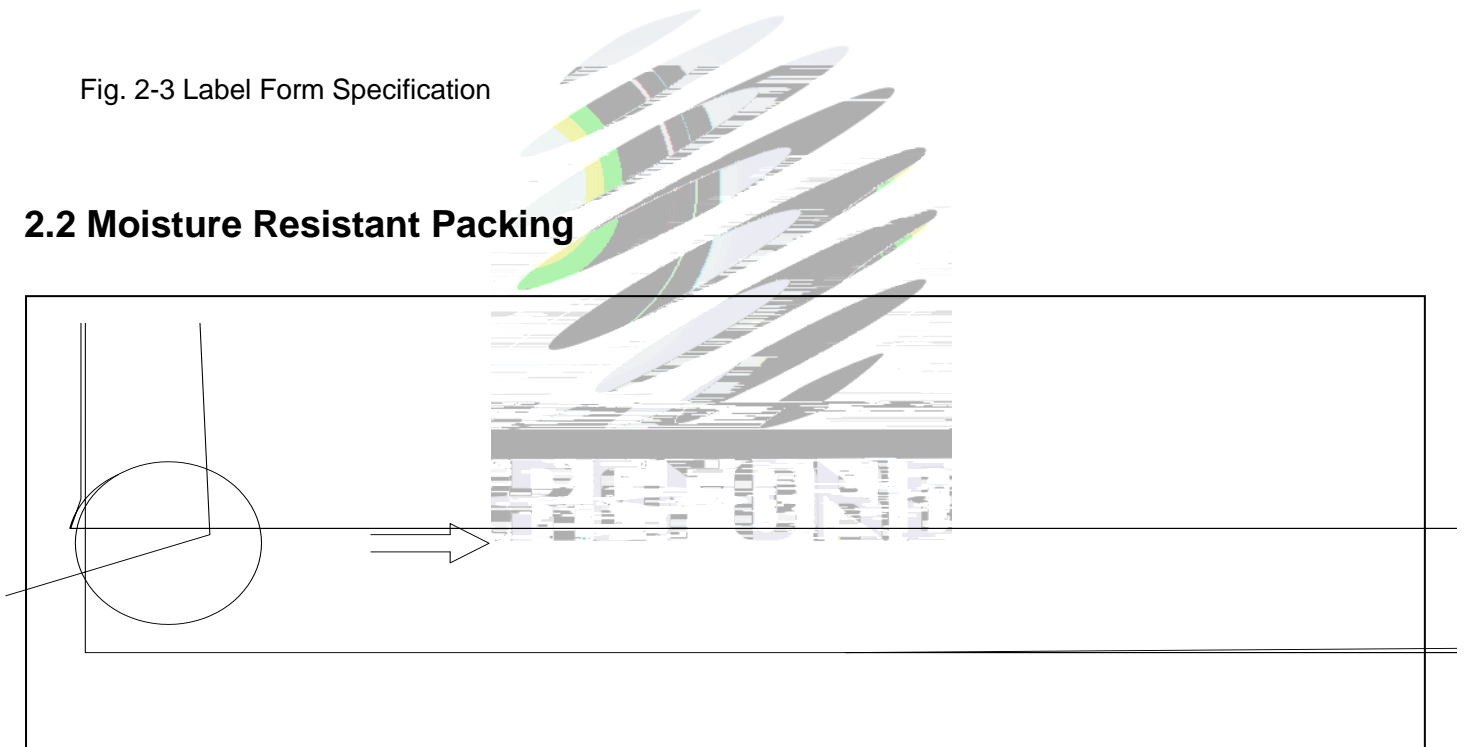 Fig. 2-3 Label Form Specification
2.2 Moisture Resistant Packing